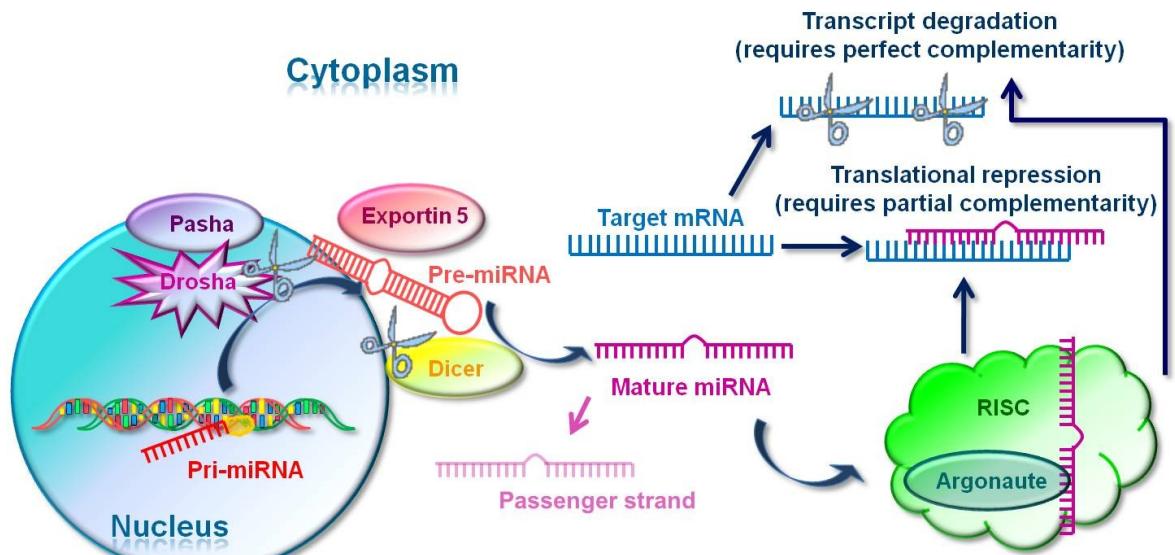 Transcript degradation
(requires perfect complementarity)
Cytoplasm
Translational repression
(requires partial complementarity)
Pasha
Exportin 5
Target mRNA
Drosha
Pre-miRNA
Dicer
Mature miRNA
RISC
Pri-miRNA
Argonaute
Passenger strand
Nucleus